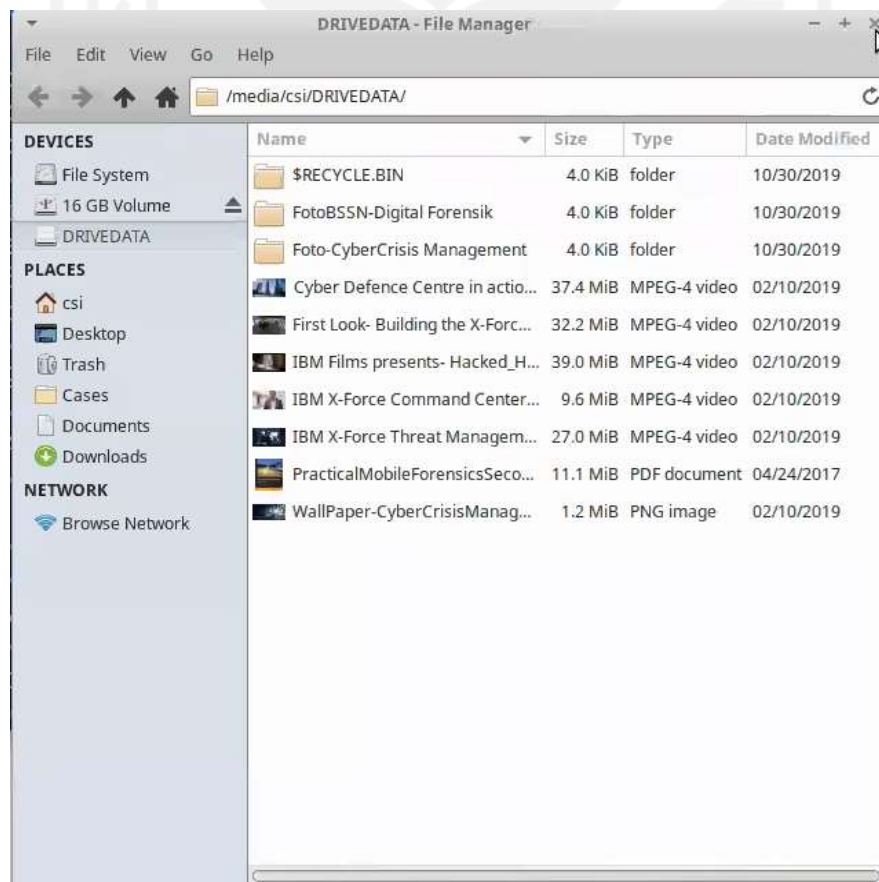 DRIVEDATA - File Manager
File Edit View Go Help
/media/csi/DRIVEDATA/
DEVICES
File System
16 GB Volume
DRIVEDATA
PLACES
csi
Desktop
Trash
Cases
Documents
Downloads
NETWORK
Browse Network
Name Size Type Date Modified
$RECYCLE.BIN 4.0 KiB folder 10/30/2019
FotoBSSN-Digital Forensik 4.0 KiB folder 10/30/2019
Foto-CyberCrisis Management 4.0 KiB folder 10/30/2019
Cyber Defence Centre in actio... 37.4 MiB MPEG-4 video 02/10/2019
First Look- Building the X-Forc... 32.2 MiB MPEG-4 video 02/10/2019
IBM Films presents- Hacked_H... 39.0 MiB MPEG-4 video 02/10/2019
IBM X-Force Command Center... 9.6 MiB MPEG-4 video 02/10/2019
IBM X-Force Threat Managem... 27.0 MiB MPEG-4 video 02/10/2019
PracticalMobileForensicsSeco... 11.1 MiB PDF document 04/24/2017
WallPaper-CyberCrisisManag... 1.2 MiB PNG image 02/10/2019